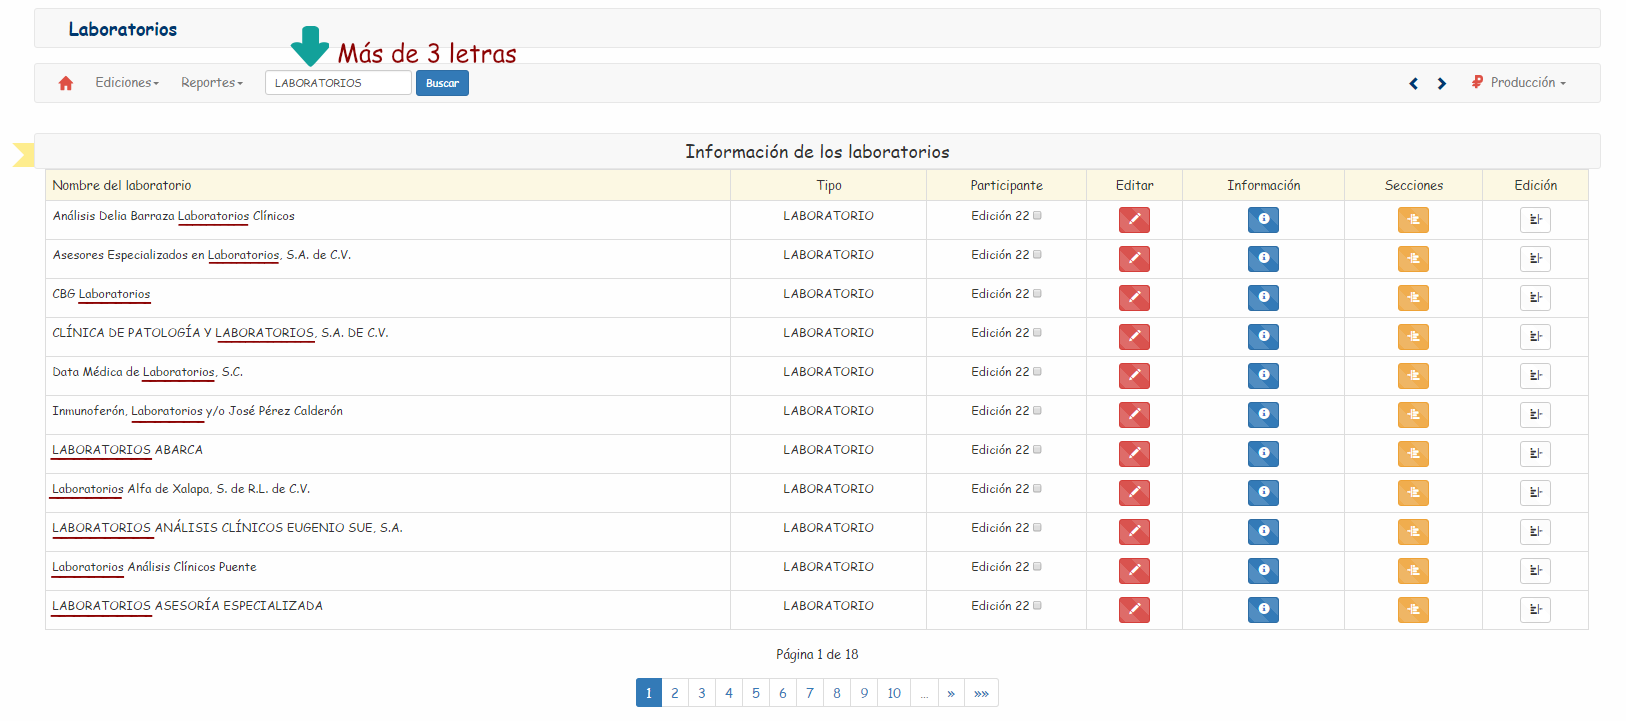 Laboratorios
Más de 3 letras
Ediciones Reportes LABORATORIOS Buscar Producción
Información de los laboratorios
Nombre del laboratorio Tipo Participante Editar Información Secciones Edición
Análisis Delia Barraza Laboratorios Clínicos LABORATORIO Edición 22
Asesores Especializados en Laboratorios, S.A. de C.V. LABORATORIO Edición 22
CBG Laboratorios LABORATORIO Edición 22
CLÍNICA DE PATOLOGÍA Y LABORATORIOS, S.A. DE C.V. LABORATORIO Edición 22
Data Médica de Laboratorios, S.C. LABORATORIO Edición 22
Inmunoferón, Laboratorios y/o José Pérez Calderón LABORATORIO Edición 22
LABORATORIOS ABARCA LABORATORIO Edición 22
Laboratorios Alfa de Xalapa, S. de R.L. de C.V. LABORATORIO Edición 22
LABORATORIOS ANÁLISIS CLÍNICOS EUGENIO SUE, S.A. LABORATORIO Edición 22
Laboratorios Análisis Clínicos Puente LABORATORIO Edición 22
LABORATORIOS ASESORÍA ESPECIALIZADA LABORATORIO Edición 22
Página 1 de 18
1 2 3 4 5 6 7 8 9 10 ... » »»